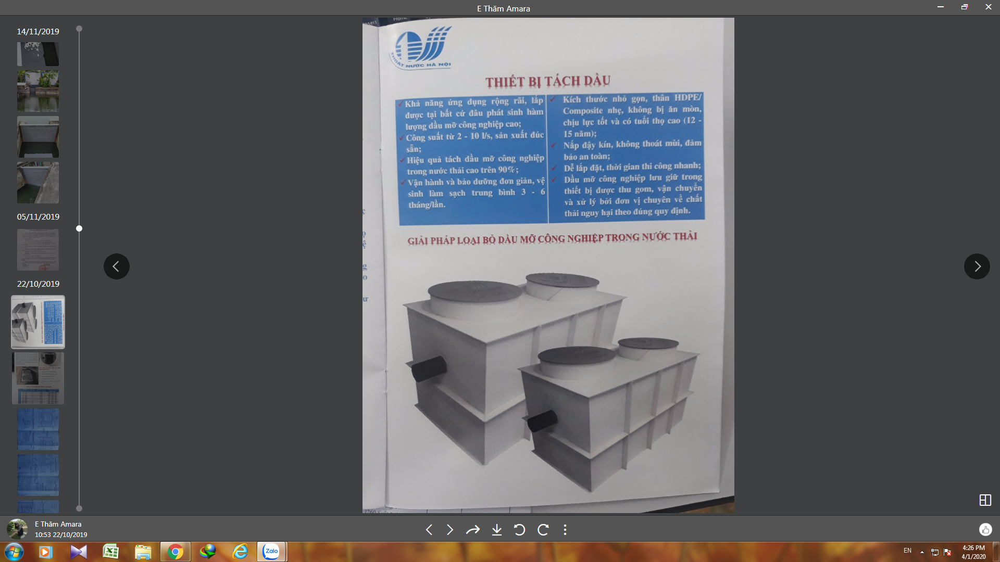 E Thăm Amara
14/11/2019
05/11/2019
22/10/2019
THOÁT NƯỚC HÀ NỘI
THIẾT BỊ TÁCH DẦU
✓ Khả năng ứng dụng rộng rãi, lắp
được tại bất cứ đâu phát sinh hàm
lượng dầu mỡ công nghiệp cao;
✓ Công suất từ 2 - 10 l/s, sản xuất đúc
sẵn;
✓ Hiệu quả tách dầu mỡ công nghiệp
trong nước thải cao trên 90%;
✓ Vận hành và bảo dưỡng đơn giản, vệ
sinh làm sạch trung bình 3 - 6
tháng/lần.
✓ Kích thước nhỏ gọn, thân HDPE/
Composite nhẹ, không bị ăn mòn,
chịu lực tốt và có tuổi thọ cao (12 -
15 năm);
✓ Nắp đậy kín, không thoát mùi, đảm
bảo an toàn;
✓ Dễ lắp đặt, thời gian thi công nhanh;
✓ Dầu mỡ công nghiệp lưu giữ trong
thiết bị được thu gom, vận chuyển
và xử lý bởi đơn vị chuyên về chất
thải nguy hại theo đúng quy định.
GIẢI PHÁP LOẠI BỎ DẦU MỠ CÔNG NGHIỆP TRONG NƯỚC THẢI
E Thăm Amara
10:53 22/10/2019
Zalo
EN
4:26 PM
4/1/2020